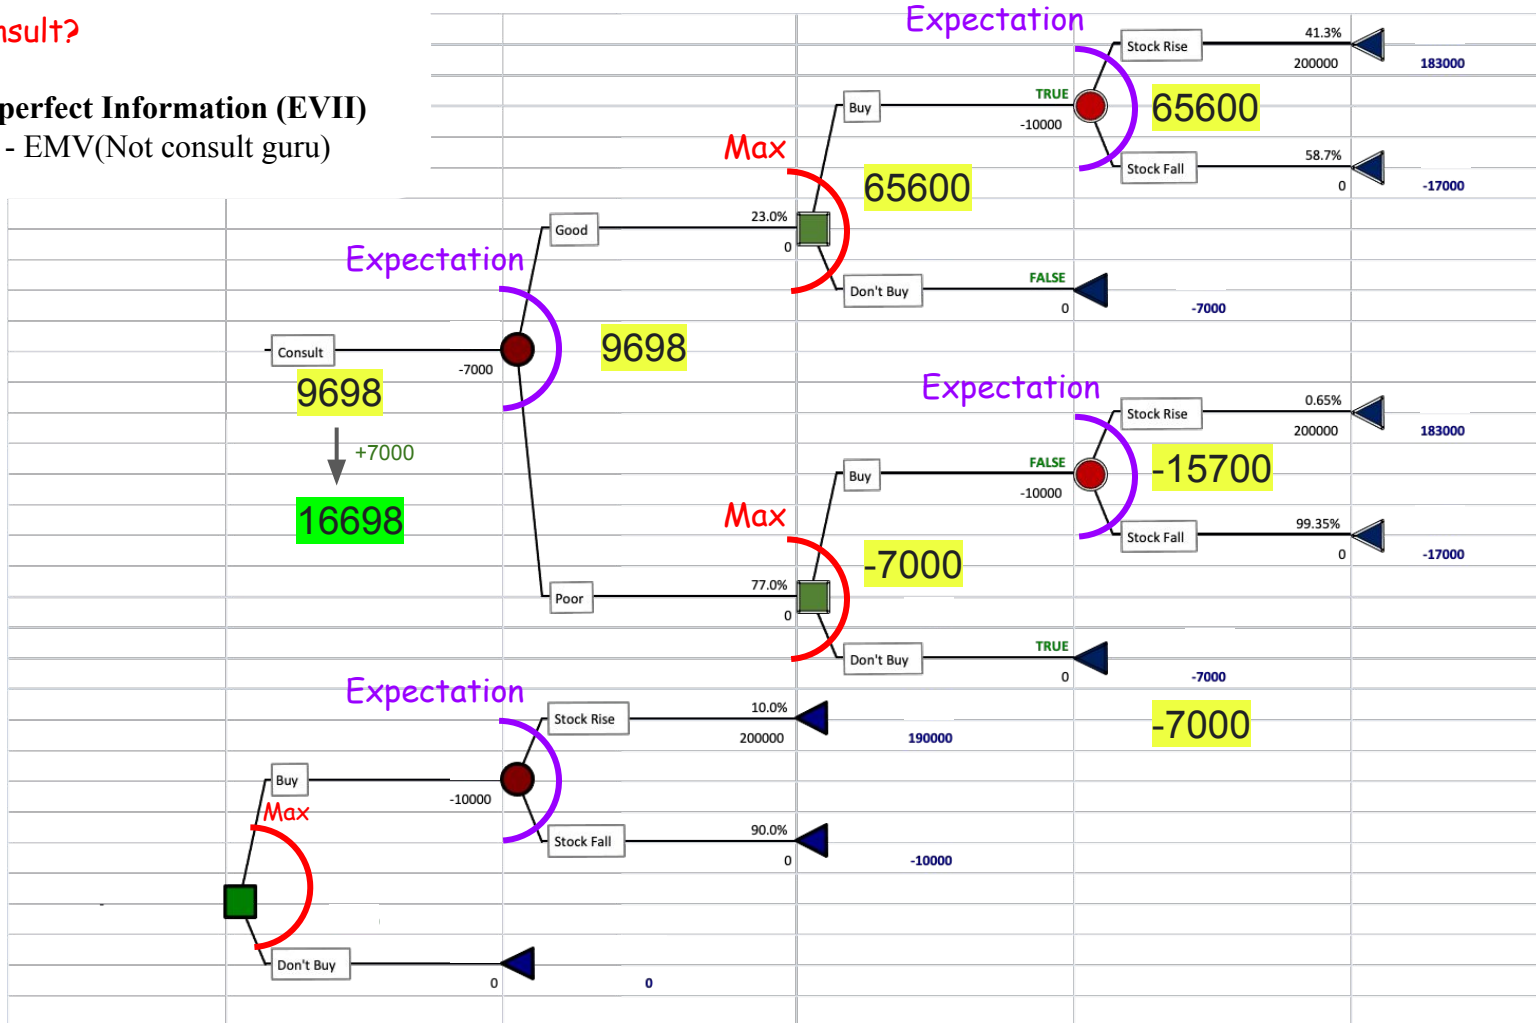 nsult?
perfect Information (EVII)
- EMV(Not consult guru)
Expectation
Stock Rise
41.3%
200000
183000
Buy
TRUE
-10000
65600
Max
Stock Fall
58.7%
0
-17000
65600
Good
23.0%
0
Expectation
Don't Buy
FALSE
0
-7000
Consult
-7000
9698
9698
+7000
16698
Expectation
Stock Rise
0.65%
200000
183000
Buy
FALSE
-10000
-15700
Max
Stock Fall
99.35%
0
-17000
-7000
Poor
77.0%
0
Don't Buy
TRUE
0
-7000
-7000
Expectation
Stock Rise
10.0%
200000
190000
Buy
-10000
Max
Stock Fall
90.0%
0
-10000
Don't Buy
0
0